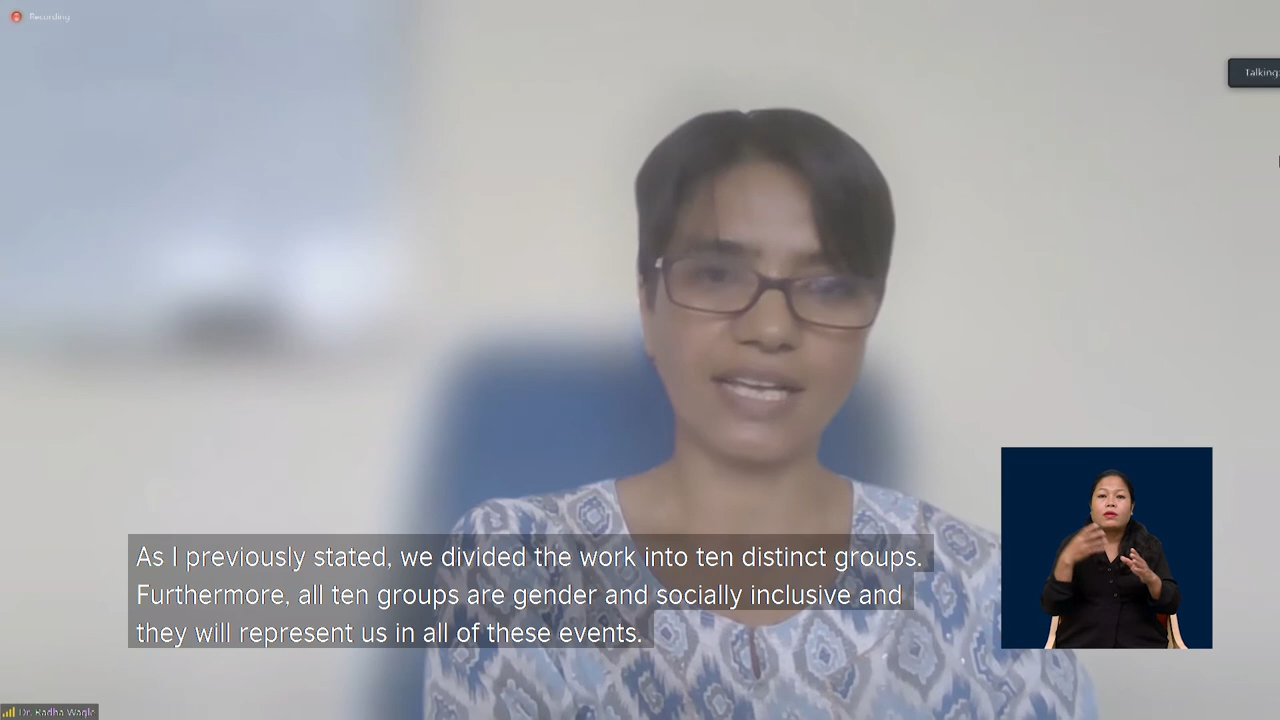 Recording
Talking:
As I previously stated, we divided the work into ten distinct groups.
Furthermore, all ten groups are gender and socially inclusive and
they will represent us in all of these events.
Dr. Radha Wagle